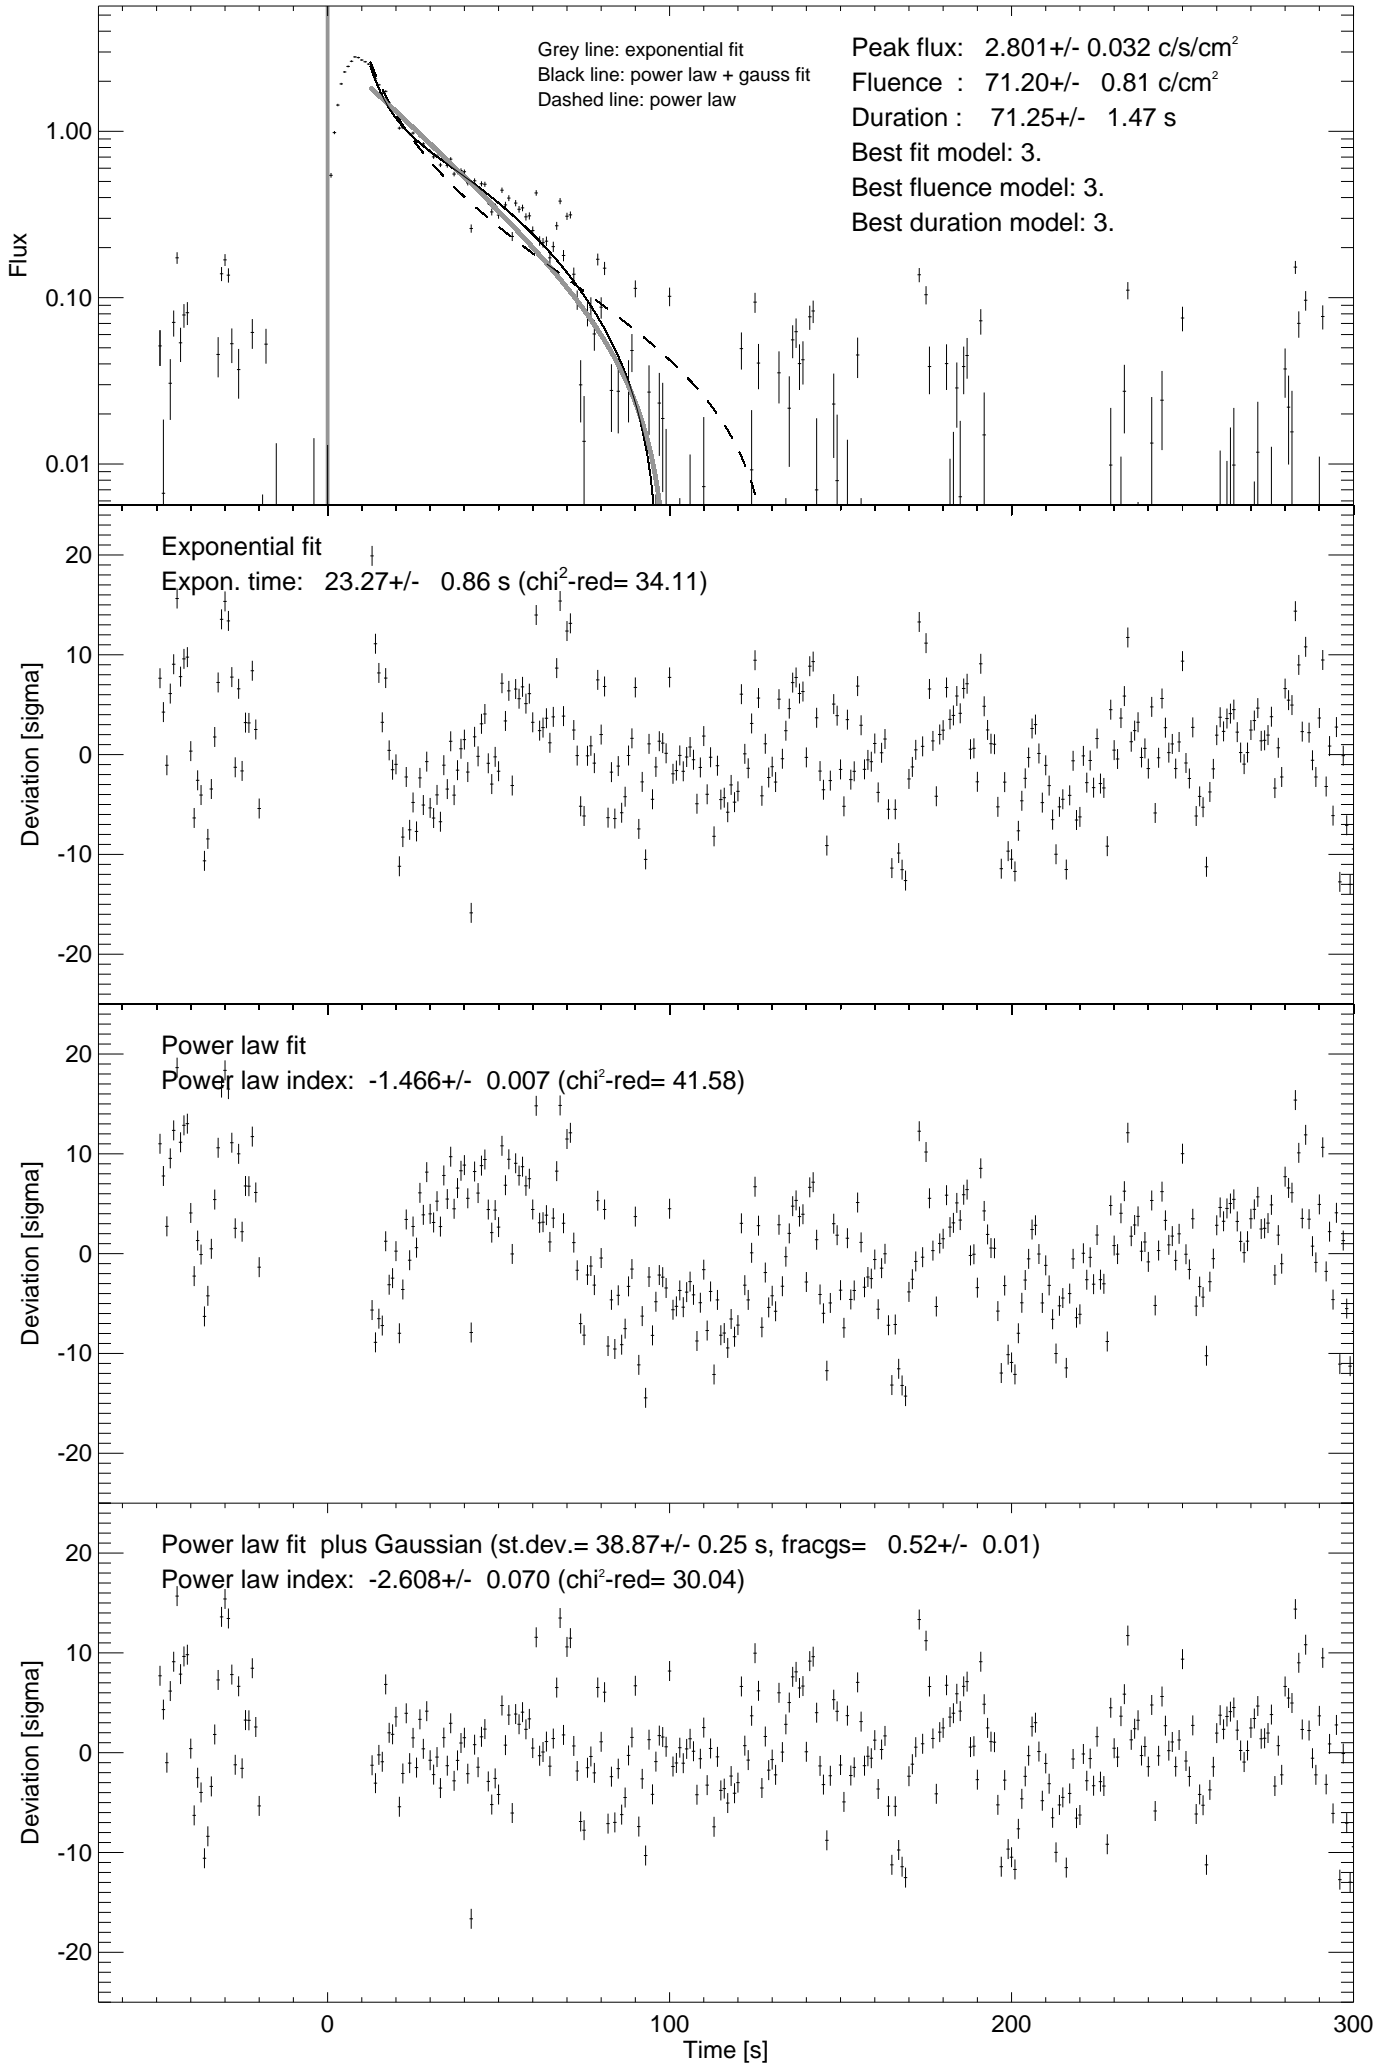 Grey line: exponential fit
Black line: power law + gauss fit
Dashed line: power law
Peak flux: 2.801+/- 0.032 c/s/cm²
Fluence : 71.20+/- 0.81 c/cm²
Duration : 71.25+/- 1.47 s
Best fit model: 3.
Best fluence model: 3.
Best duration model: 3.
Flux
1.00
0.10
0.01
Exponential fit
Expon. time: 23.27+/- 0.86 s (chi²-red= 34.11)
Deviation [sigma]
20
10
0
-10
-20
Power law fit
Power law index: -1.466+/- 0.007 (chi²-red= 41.58)
Deviation [sigma]
20
10
0
-10
-20
Power law fit plus Gaussian (st.dev.= 38.87+/- 0.25 s, fracgs= 0.52+/- 0.01)
Power law index: -2.608+/- 0.070 (chi²-red= 30.04)
Deviation [sigma]
20
10
0
-10
-20
0 100 200 300
Time [s]